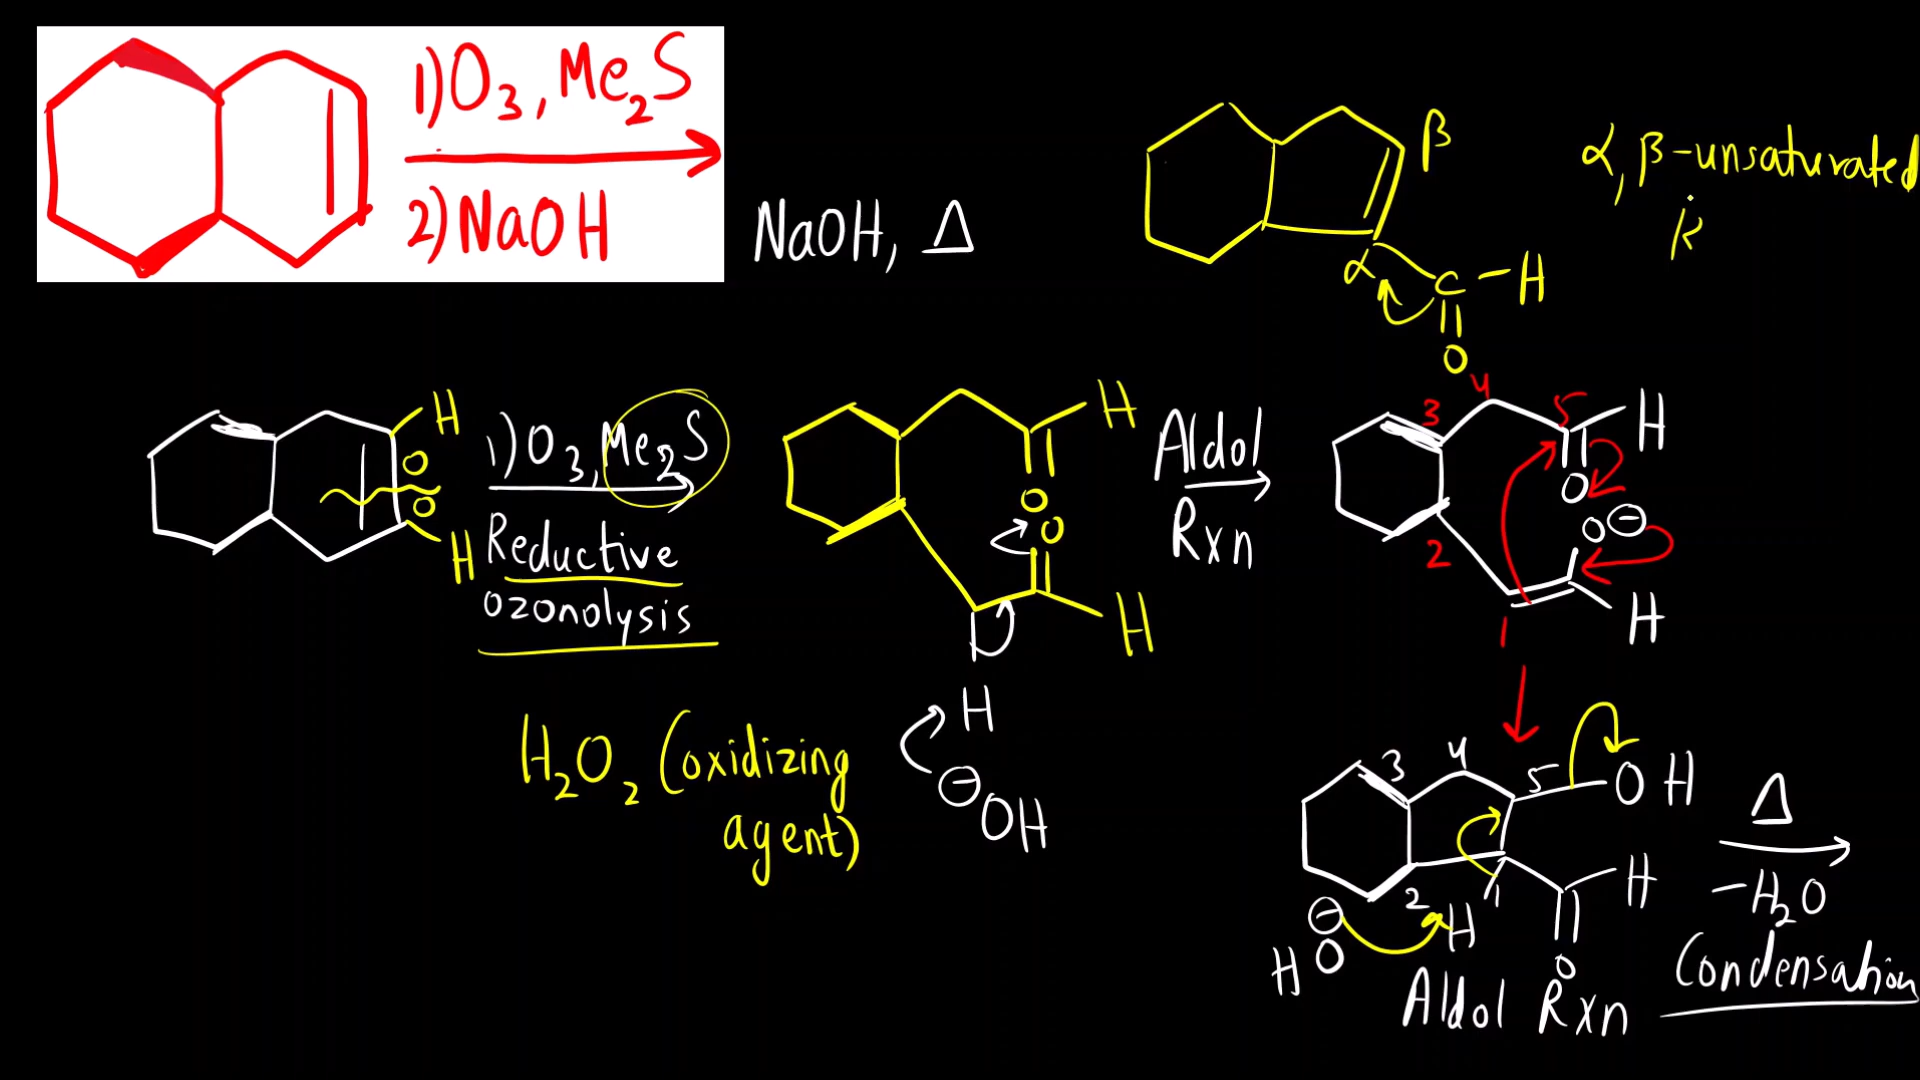 1) O3, Me2S
2) NaOH
NaOH, Δ
β
α, β-unsaturated
k
α
C - H
O
H
O
O
H
1) O3, Me2S
Reductive
ozonolysis
H
O
O
H
H
⊖OH
Aldol
Rxn
3 4 5 H
O
O⊖
2
1 H
H2O2 (oxidizing
agent)
3 4 5 OH
2 1 H
H
⊖
HO
O
Aldol Rxn
Δ
-H2O
Condensation